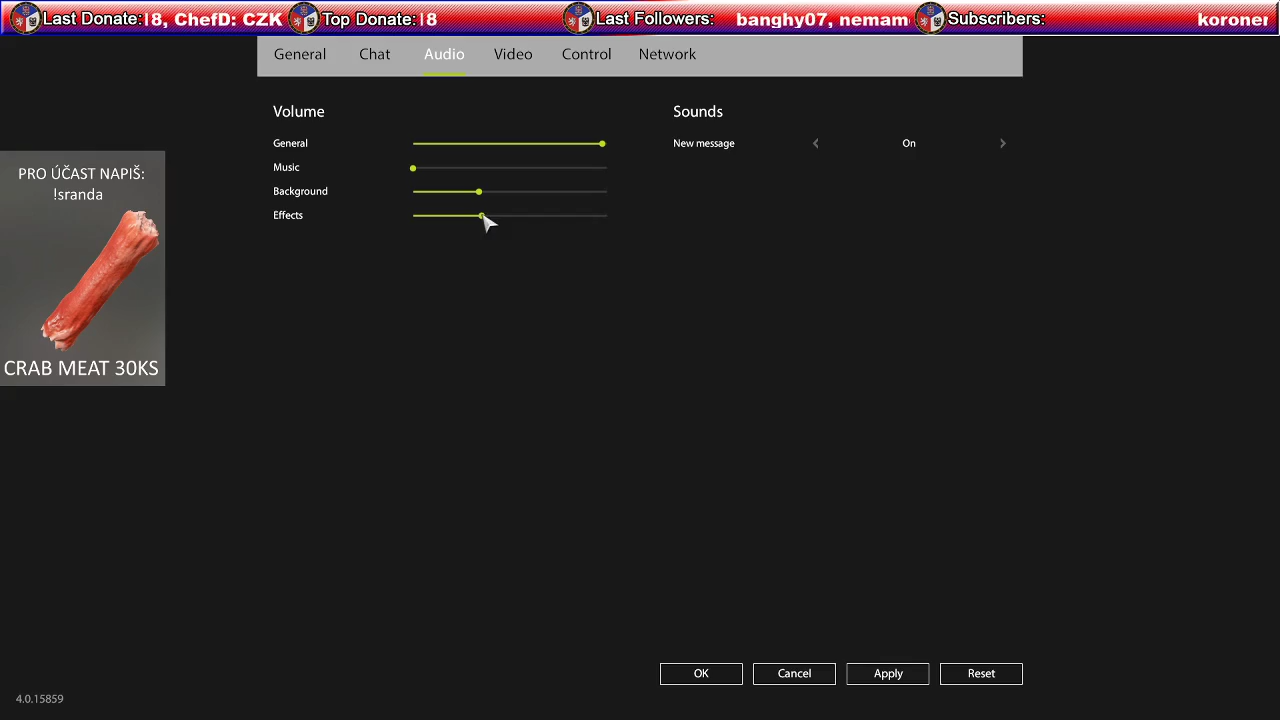 Last Donate: !8, ChefD: CZK Top Donate: !8 Last Followers: banghy07, nemam Subscribers: koroner
General Chat Audio Video Control Network
Volume
General
Music
Background
Effects
Sounds
New message On
PRO ÚČAST NAPIŠ:
!sranda
CRAB MEAT 30KS
OK Cancel Apply Reset
4.0.15859